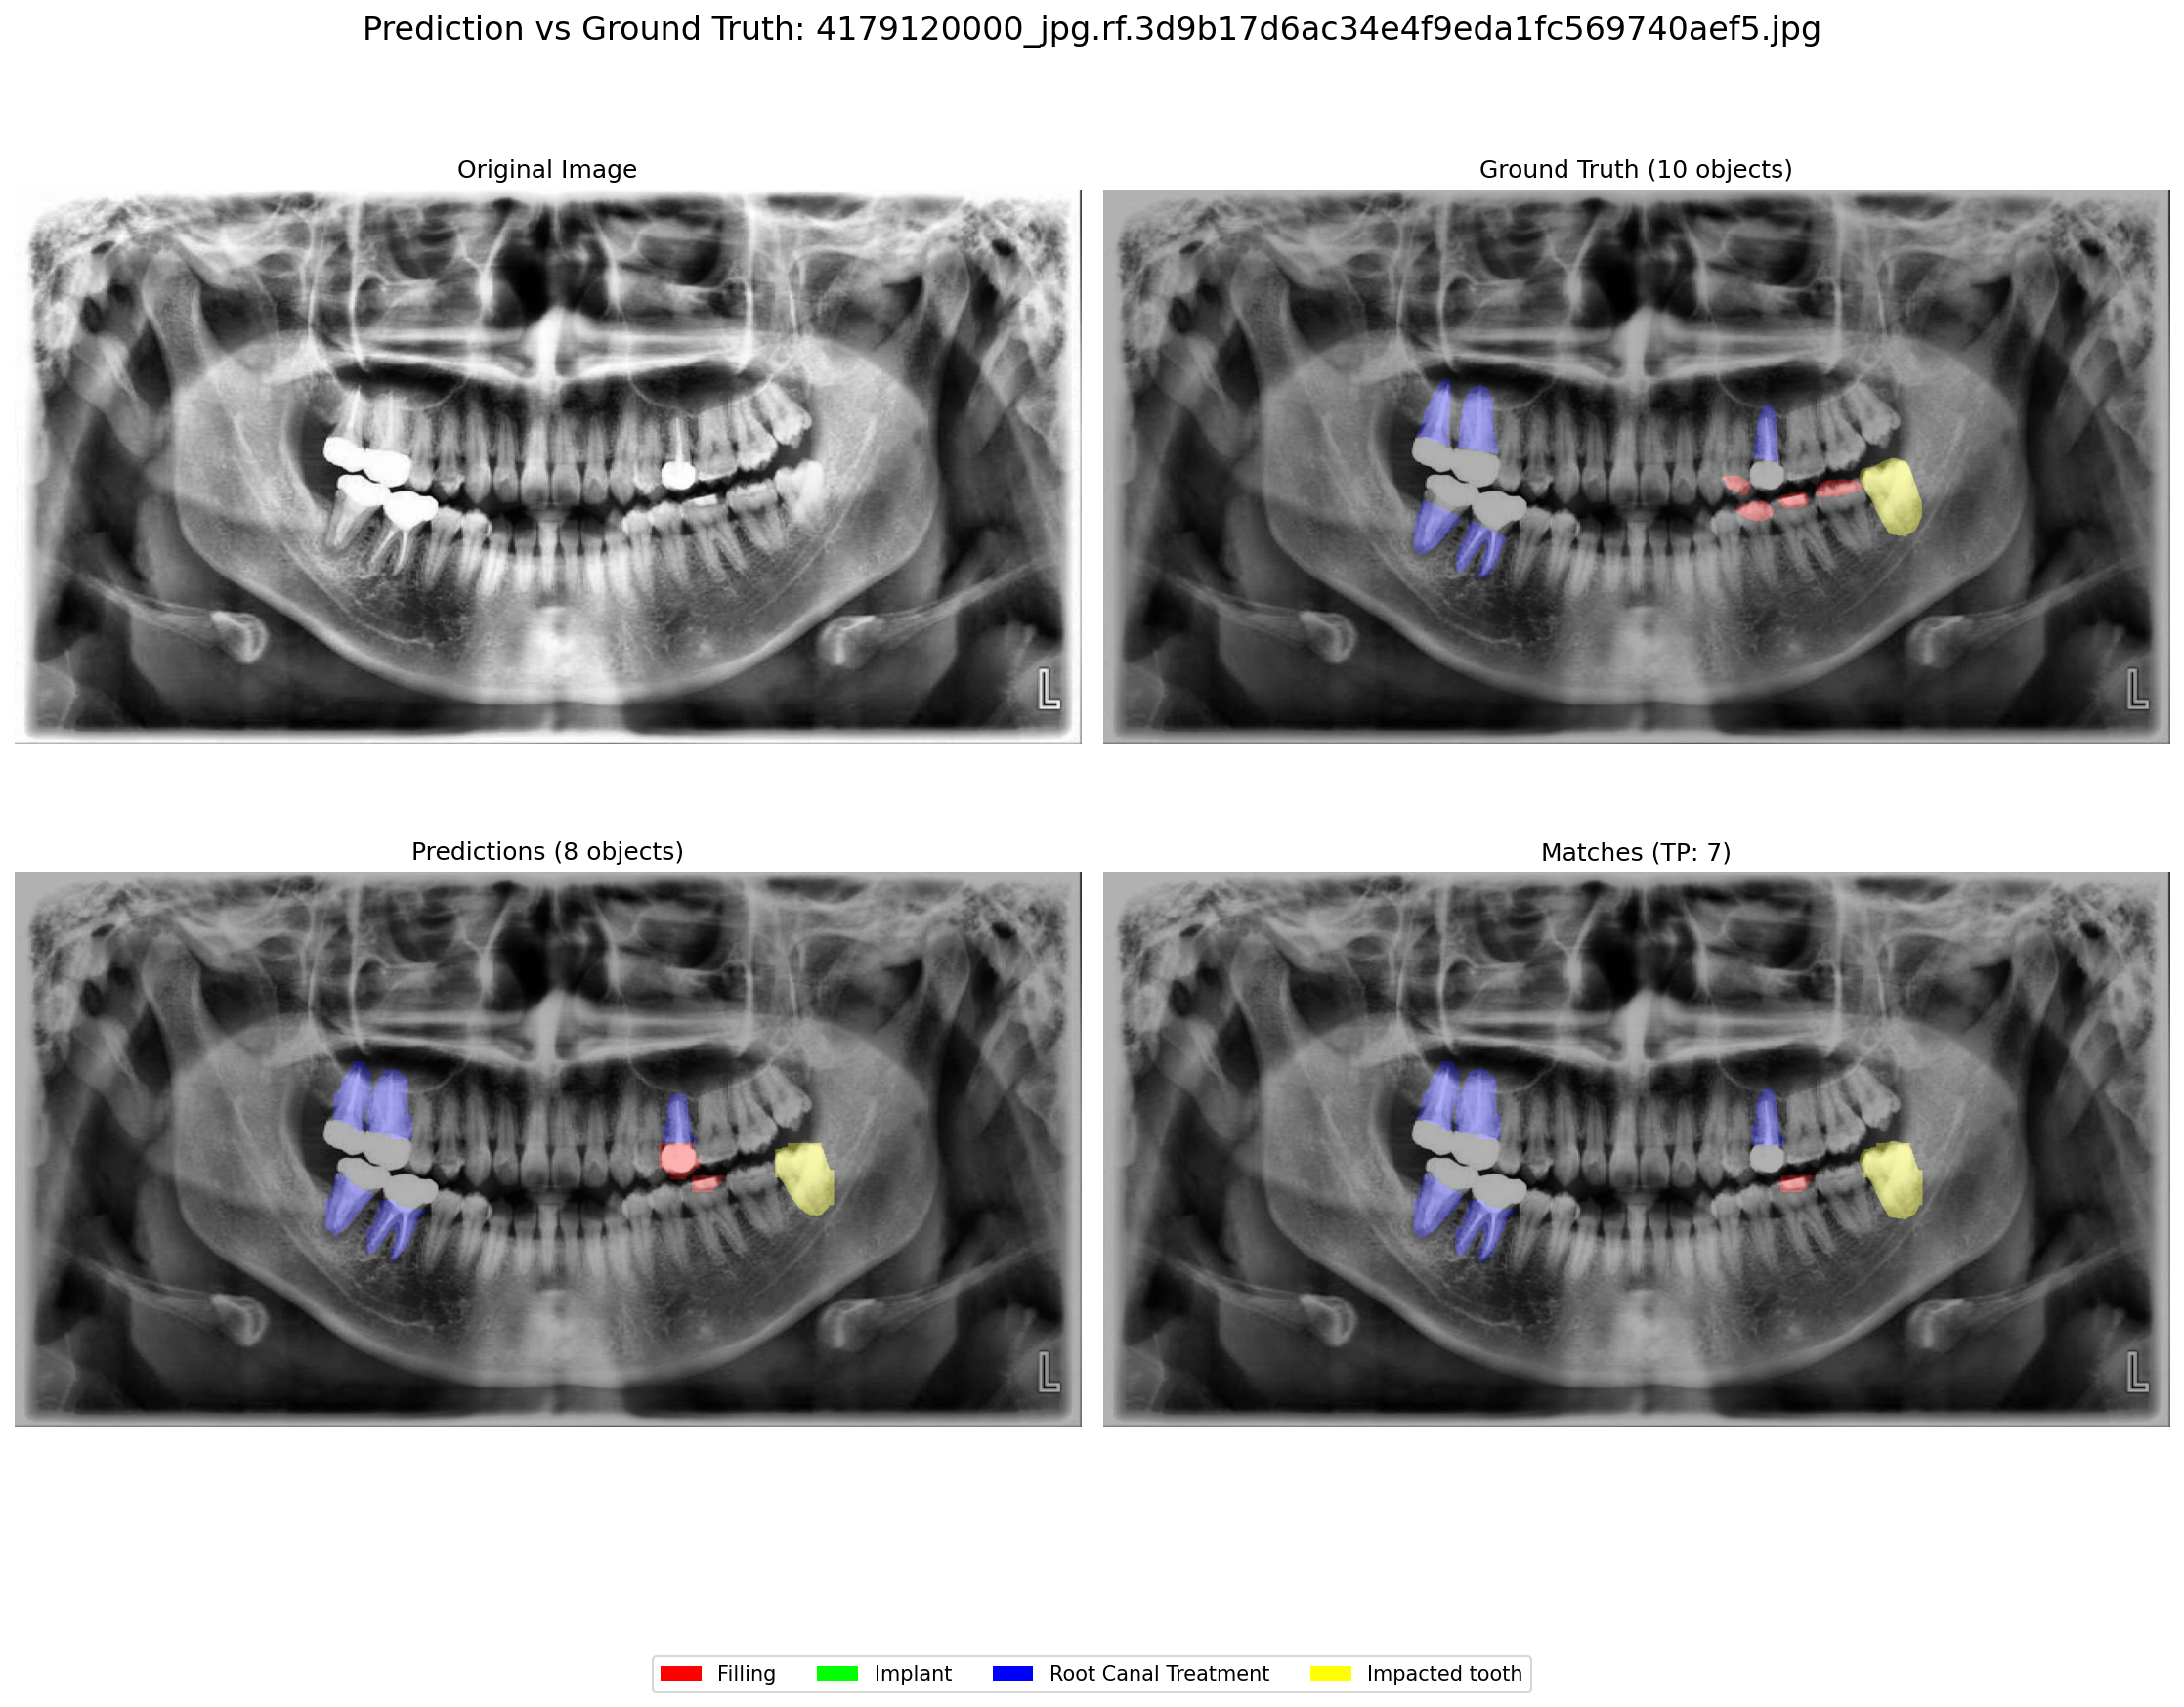 Prediction vs Ground Truth: 4179120000_jpg.rf.3d9b17d6ac34e4f9eda1fc569740aef5.jpg
Original Image
Ground Truth (10 objects)
L
L
Predictions (8 objects)
Matches (TP: 7)
L
L
Filling
Implant
Root Canal Treatment
Impacted tooth